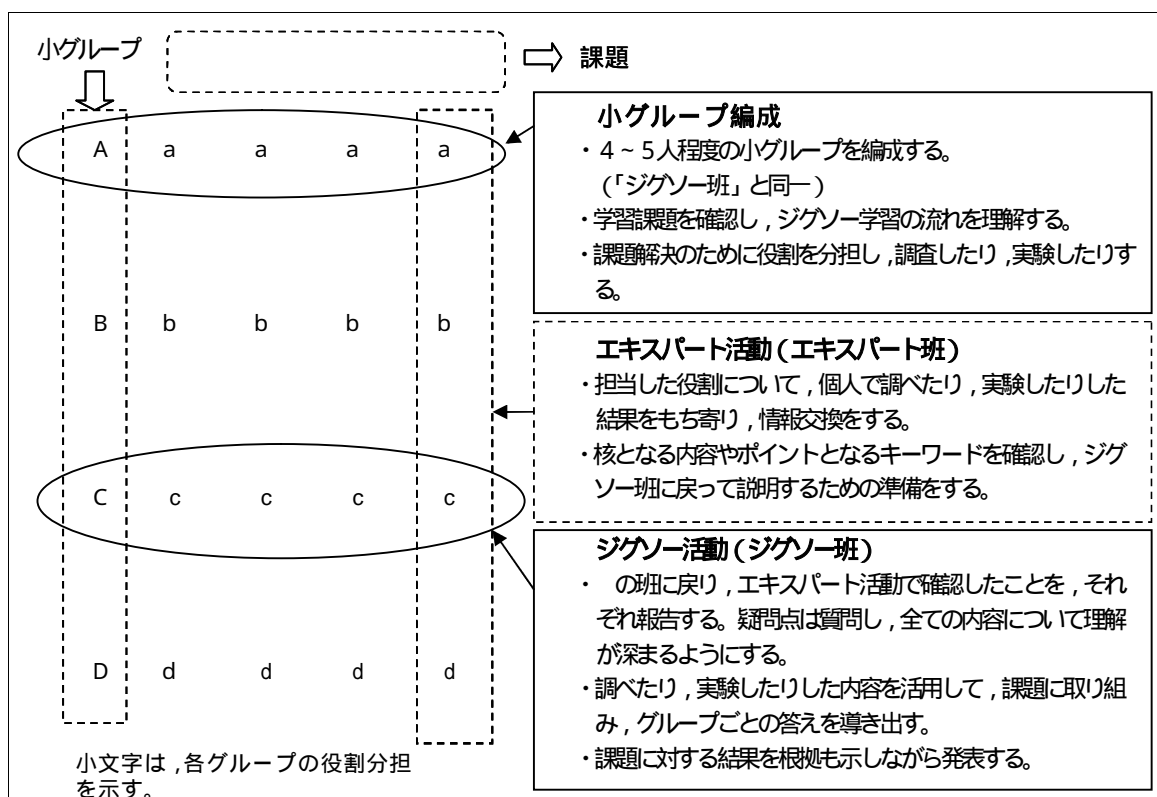 小グループ
課題
A a a a a
B b b b b
C c c c c
D d d d d
小文字は，各グループの役割分担
を示す。
小グループ編成
・４～５人程度の小グループを編成する。
（「ジグソー班」と同一）
・学習課題を確認し，ジグソー学習の流れを理解する。
・課題解決のために役割を分担し，調査したり，実験したりす
る。
エキスパート活動（エキスパート班）
・担当した役割について，個人で調べたり，実験したりした
結果をもち寄り，情報交換をする。
・核となる内容やポイントとなるキーワードを確認し，ジグ
ソー班に戻って説明するための準備をする。
ジグソー活動（ジグソー班）
・　の班に戻り，エキスパート活動で確認したことを，それ
ぞれ報告する。疑問点は質問し，全ての内容について理解
が深まるようにする。
・調べたり，実験したりした内容を活用して，課題に取り組
み，グループごとの答えを導き出す。
・課題に対する結果を根拠も示しながら発表する。